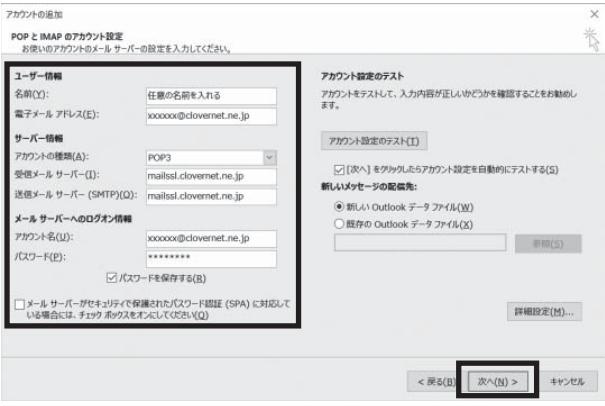 アカウントの追加
POP と IMAP のアカウント設定
お使いのアカウントのメール サーバーの設定を入力してください。
ユーザー情報
名前(Y):
任意の名前を入れる
電子メール アドレス(E):
xxxxxx@clovernet.ne.jp
サーバー情報
アカウントの種類(A):
POP3
受信メール サーバー(I):
mailssl.clovernet.ne.jp
送信メール サーバー (SMTP)(O):
mailssl.clovernet.ne.jp
メール サーバーへのログオン情報
アカウント名(U):
xxxxxx@clovernet.ne.jp
パスワード(P):
********
パスワードを保存する(R)
メール サーバーがセキュリティで保護されたパスワード認証 (SPA) に対応して
いる場合には、チェック ボックスをオンにしてください(Q)
アカウント設定のテスト
アカウントをテストして、入力内容が正しいかどうかを確認することをお勧めし
ます。
アカウント設定のテスト(T)
[次へ] をクリックしたらアカウント設定を自動的にテストする(S)
新しいメッセージの配信先:
新しい Outlook データ ファイル(W)
既存の Outlook データ ファイル(X)
参照(S)
詳細設定(M)...
< 戻る(B)
次へ(N) >
キャンセル